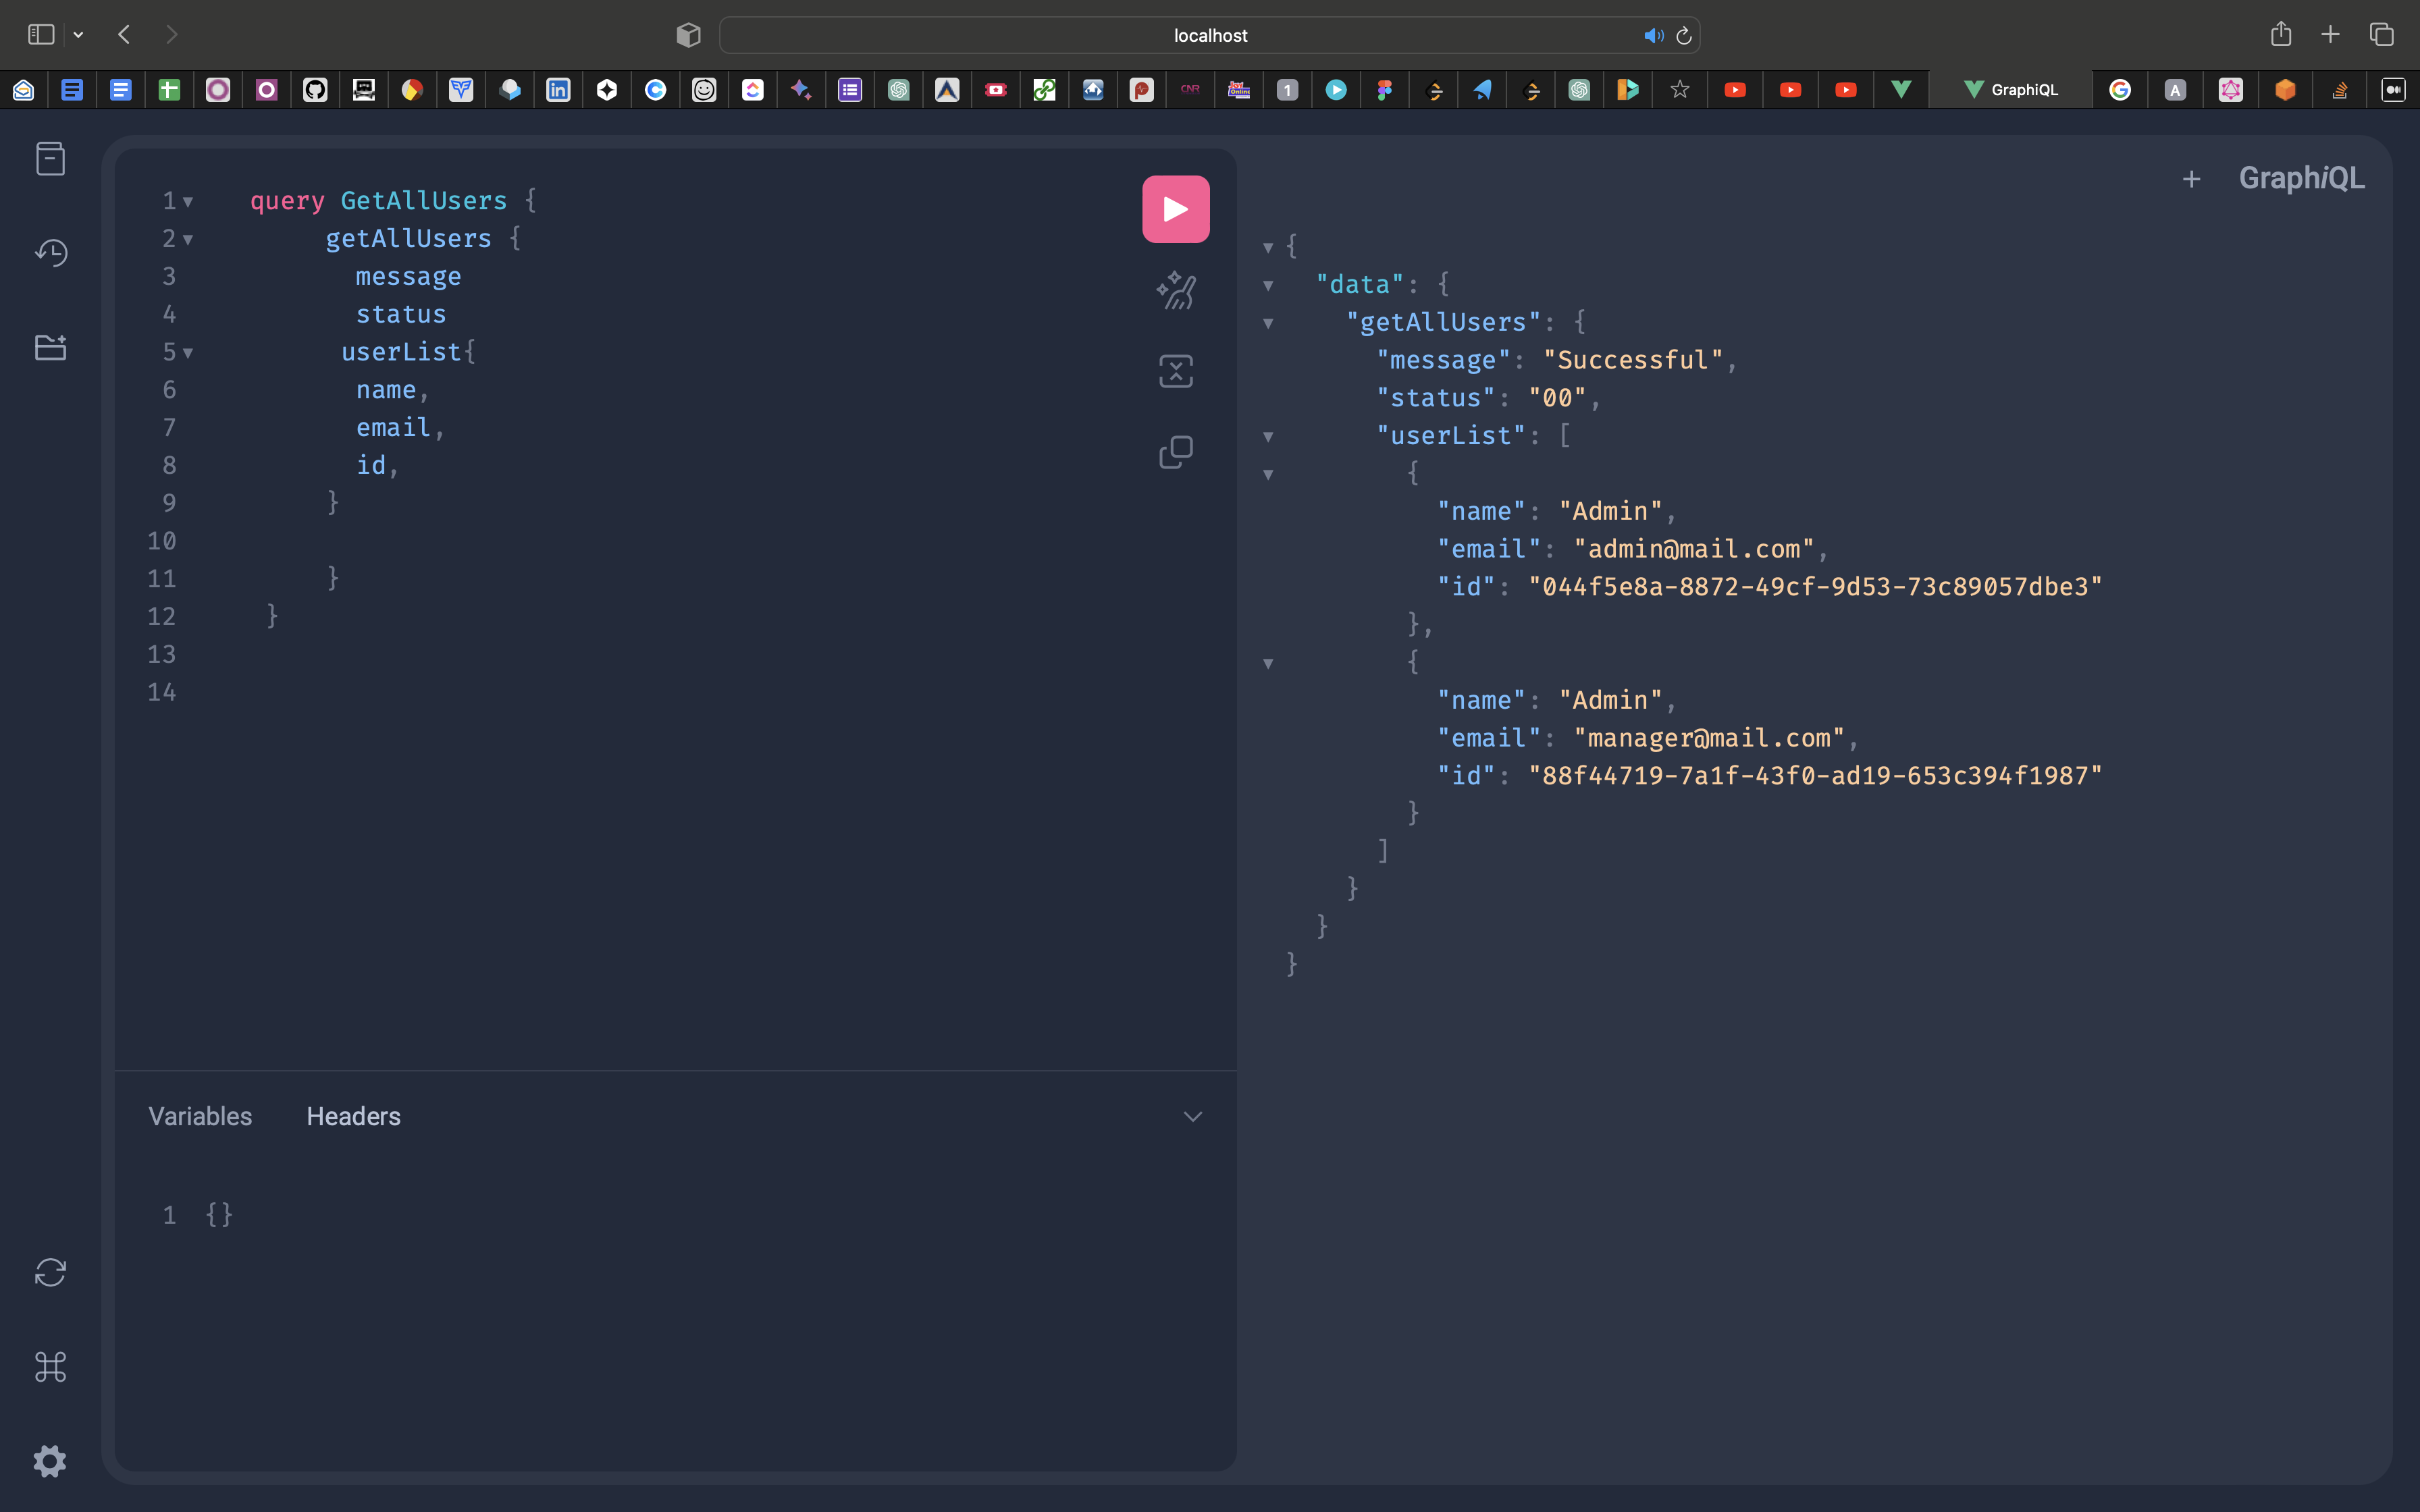 localhost
CNR
1
GraphiQL
A
1 query GetAllUsers {
2 getAllUsers {
3 message
4 status
5 userList{
6 name,
7 email,
8 id,
9 }
10
11 }
12 }
13
14
Variables Headers
1 {}
+ GraphiQL
{
"data": {
"getAllUsers": {
"message": "Successful",
"status": "00",
"userList": [
{
"name": "Admin",
"email": "admin@mail.com",
"id": "044f5e8a-8872-49cf-9d53-73c89057dbe3"
},
{
"name": "Admin",
"email": "manager@mail.com",
"id": "88f44719-7a1f-43f0-ad19-653c394f1987"
}
]
}
}
}